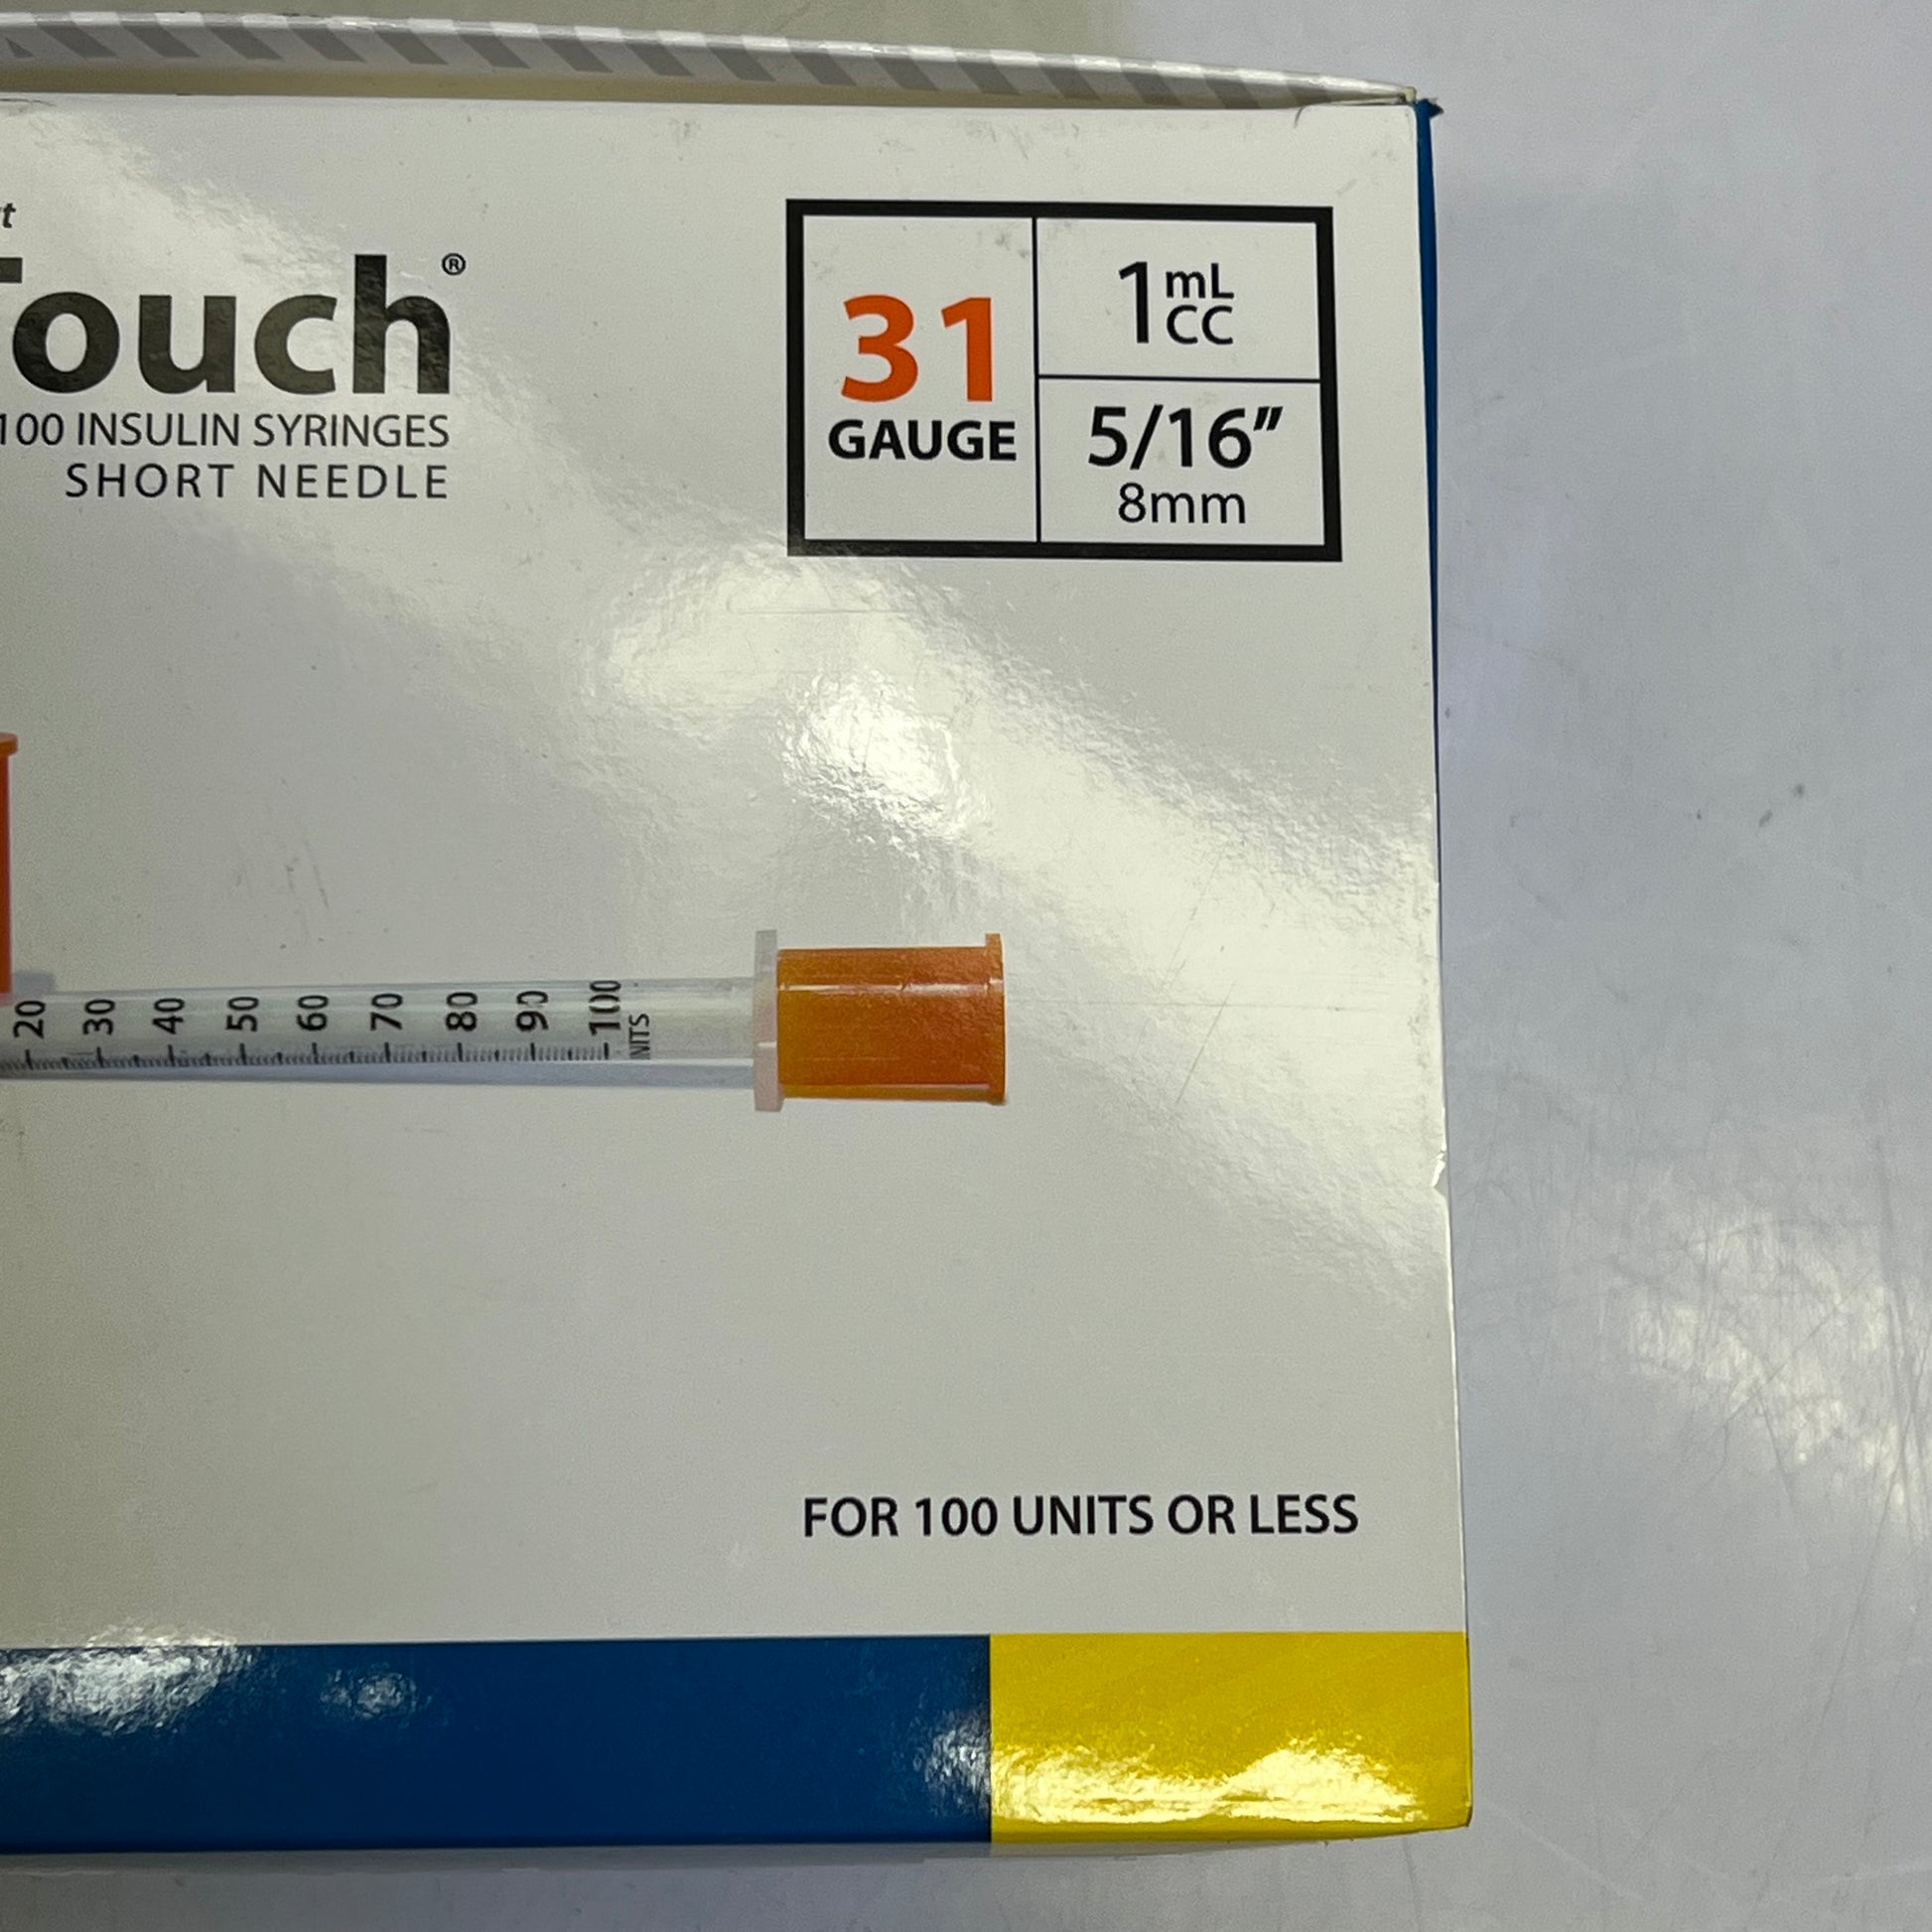 Touch®
100 INSULIN SYRINGES
SHORT NEEDLE
31
GAUGE
1 mL
CC
5/16"
8mm
20 30 40 50 60 70 80 90 100
FOR 100 UNITS OR LESS